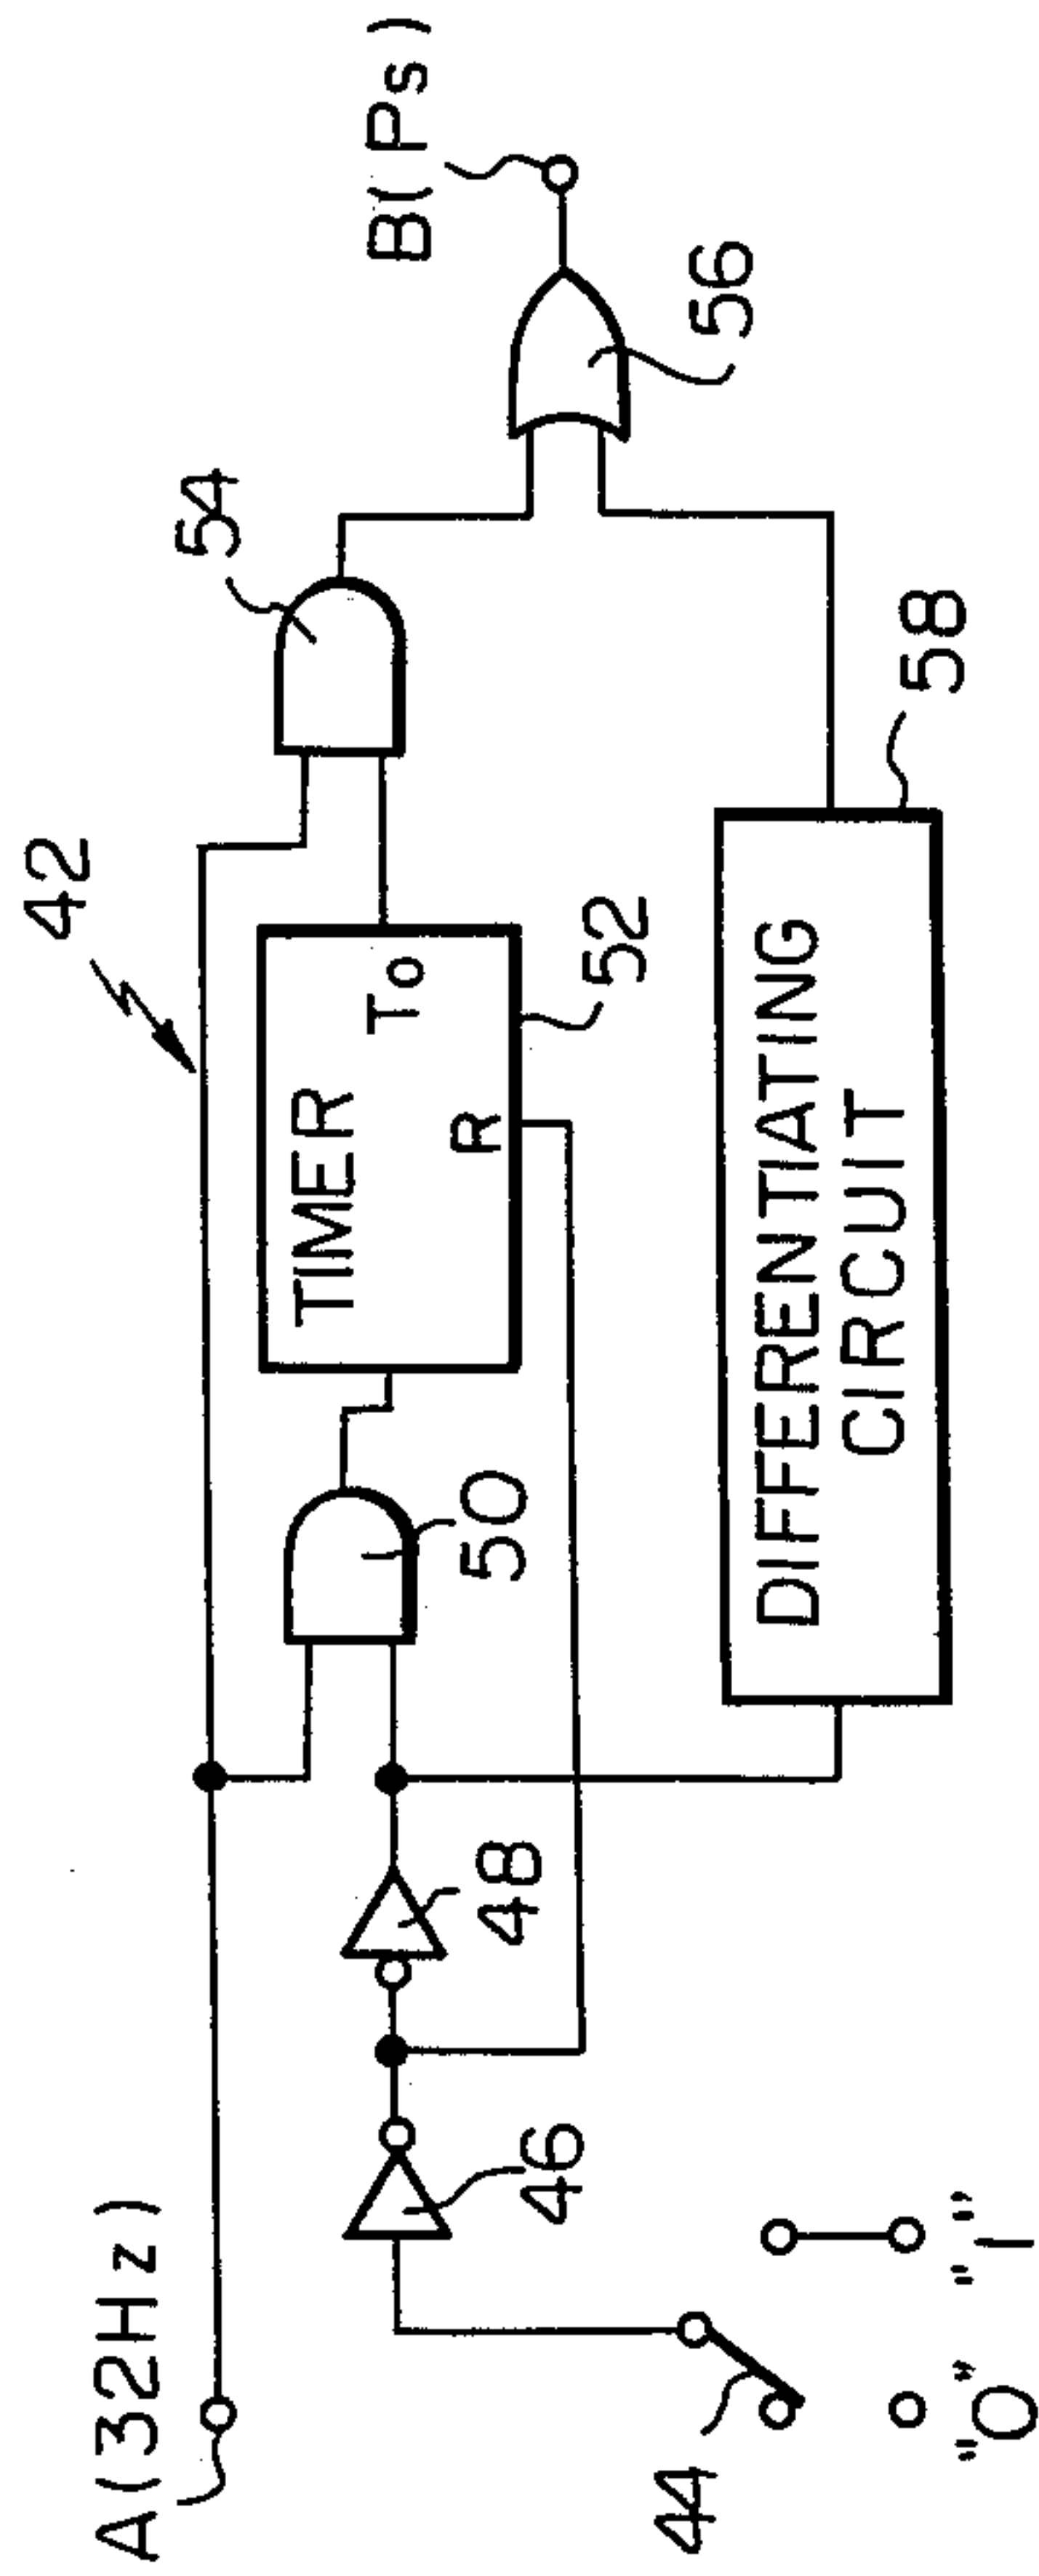 A(32Hz)
42
54
B(Ps)
TIMER
To
R
52
50
56
48
46
44
"0" "1"
DIFFERENTIATING
CIRCUIT
58